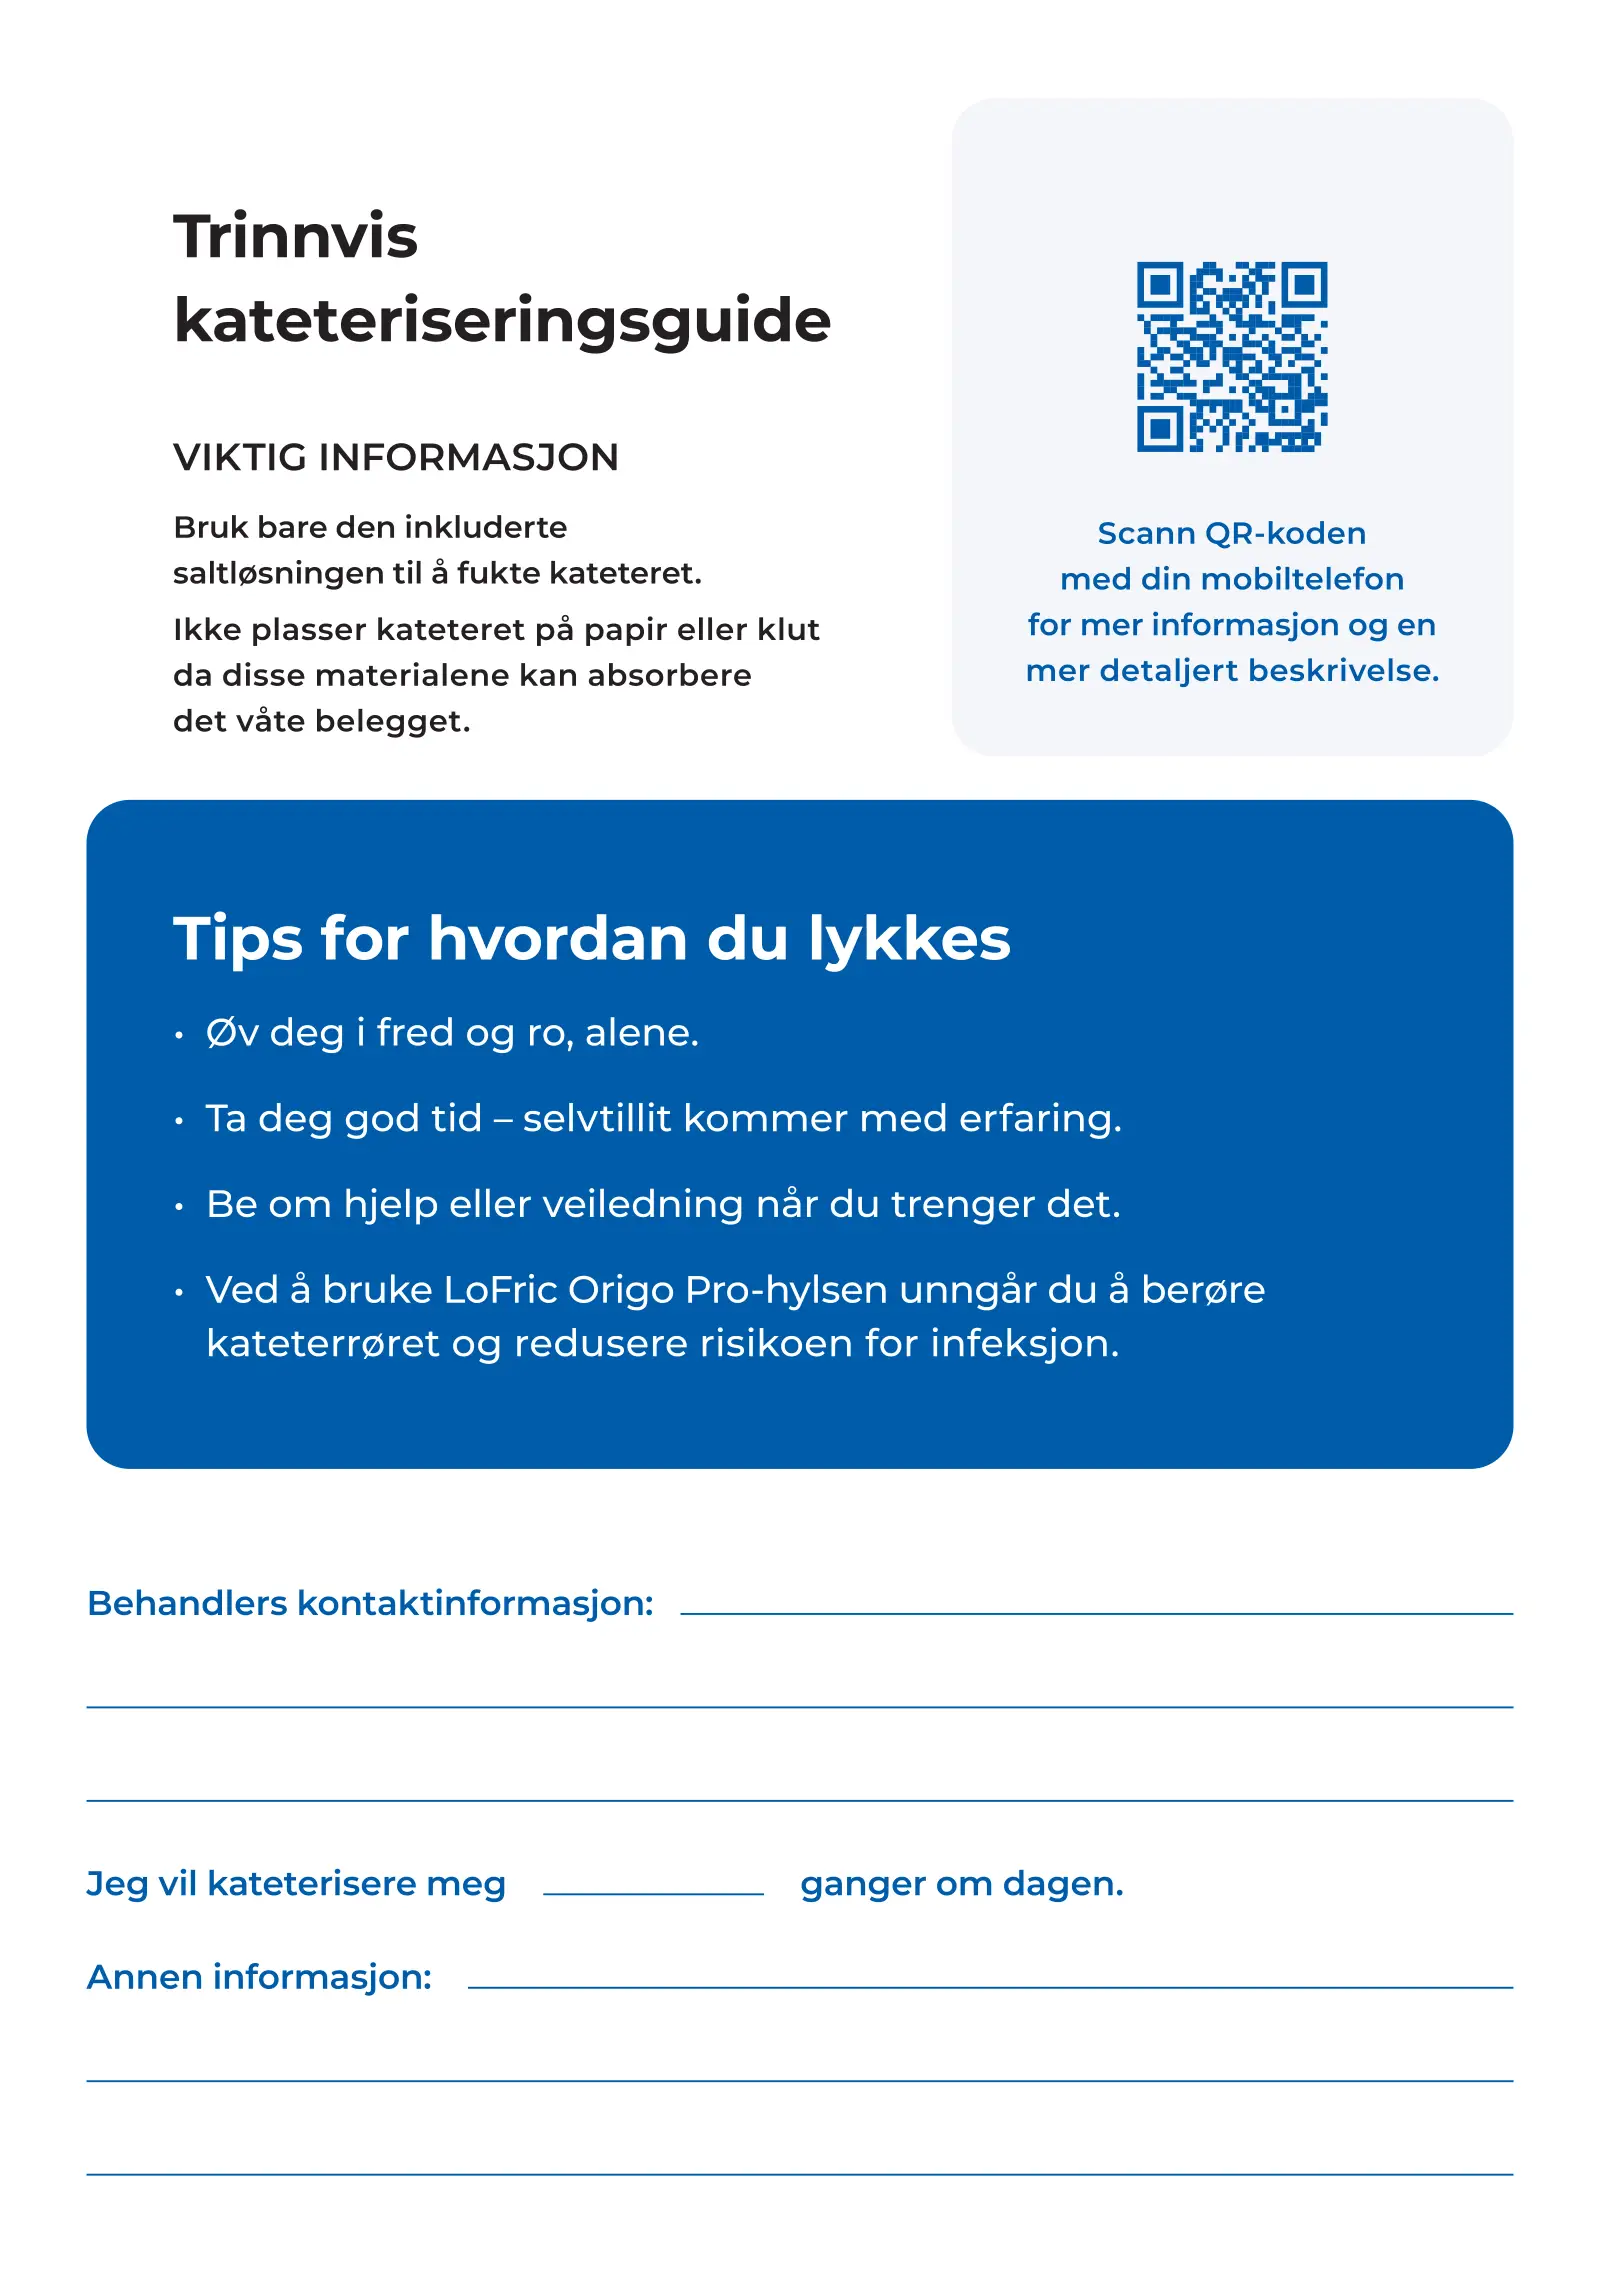 Trinnvis
kateteriseringsguide
VIKTIG INFORMASJON
Bruk bare den inkluderte
saltløsningen til å fukte kateteret.
Ikke plasser kateteret på papir eller klut
da disse materialene kan absorbere
det våte belegget.
Scann QR-koden
med din mobiltelefon
for mer informasjon og en
mer detaljert beskrivelse.
Tips for hvordan du lykkes
• Øv deg i fred og ro, alene.
• Ta deg god tid – selvtillit kommer med erfaring.
• Be om hjelp eller veiledning når du trenger det.
• Ved å bruke LoFric Origo Pro-hylsen unngår du å berøre
kateterrøret og redusere risikoen for infeksjon.
Behandlers kontaktinformasjon:
Jeg vil kateterisere meg ganger om dagen.
Annen informasjon: